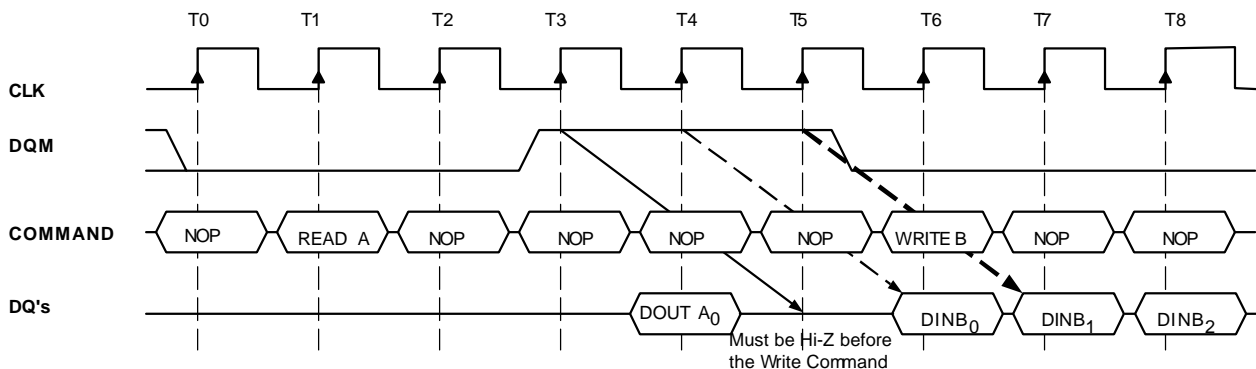 T0 T1 T2 T3 T4 T5 T6 T7 T8
CLK
DQM
COMMAND NOP READ A NOP NOP NOP NOP WRITE B NOP NOP
DQ's DOUT A0 DINB0 DINB1 DINB2
Must be Hi-Z before
the Write Command